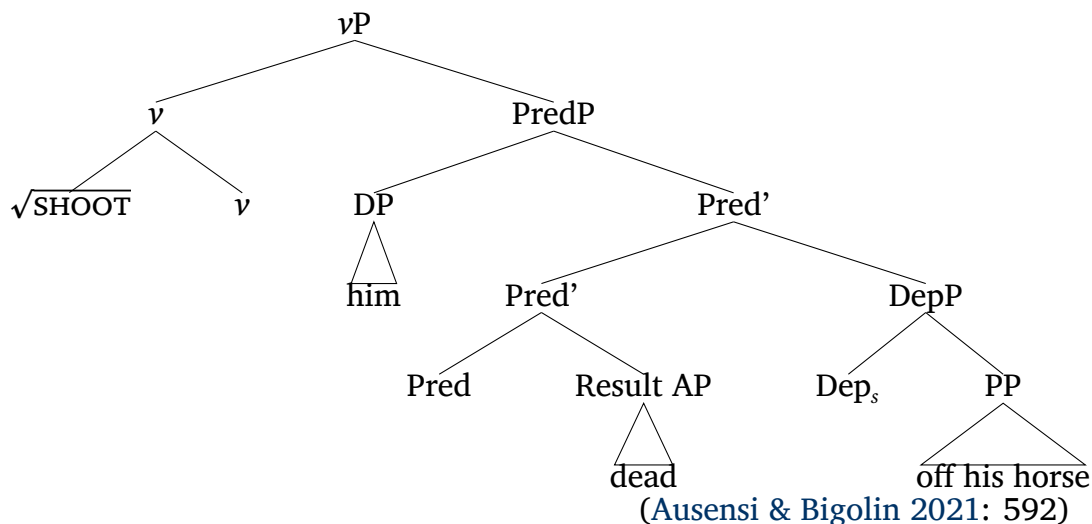 vP
v PredP
√SHOOT v DP Pred’
him Pred’ DepP
Pred Result AP Depₛ PP
dead off his horse
(Ausensi & Bigolin 2021: 592)